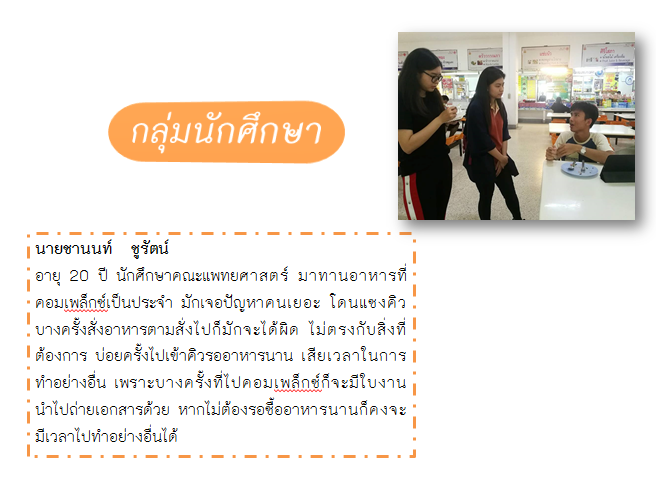 กลุ่มนักศึกษา
นายชานนท์ ชูรัตน์
อายุ 20 ปี นักศึกษาคณะแพทยศาสตร์ มาทานอาหารที่
คอมเพล็กซ์เป็นประจำ มักเจอปัญหาคนเยอะ โดนแซงคิว
บางครั้งสั่งอาหารตามสั่งไปก็มักจะได้ผิด ไม่ตรงกับสิ่งที่
ต้องการ บ่อยครั้งไปเข้าคิวรออาหารนาน เสียเวลาในการ
ทำอย่างอื่น เพราะบางครั้งที่ไปคอมเพล็กซ์ก็จะมีใบงาน
นำไปถ่ายเอกสารด้วย หากไม่ต้องรอซื้ออาหารนานก็คงจะ
มีเวลาไปทำอย่างอื่นได้